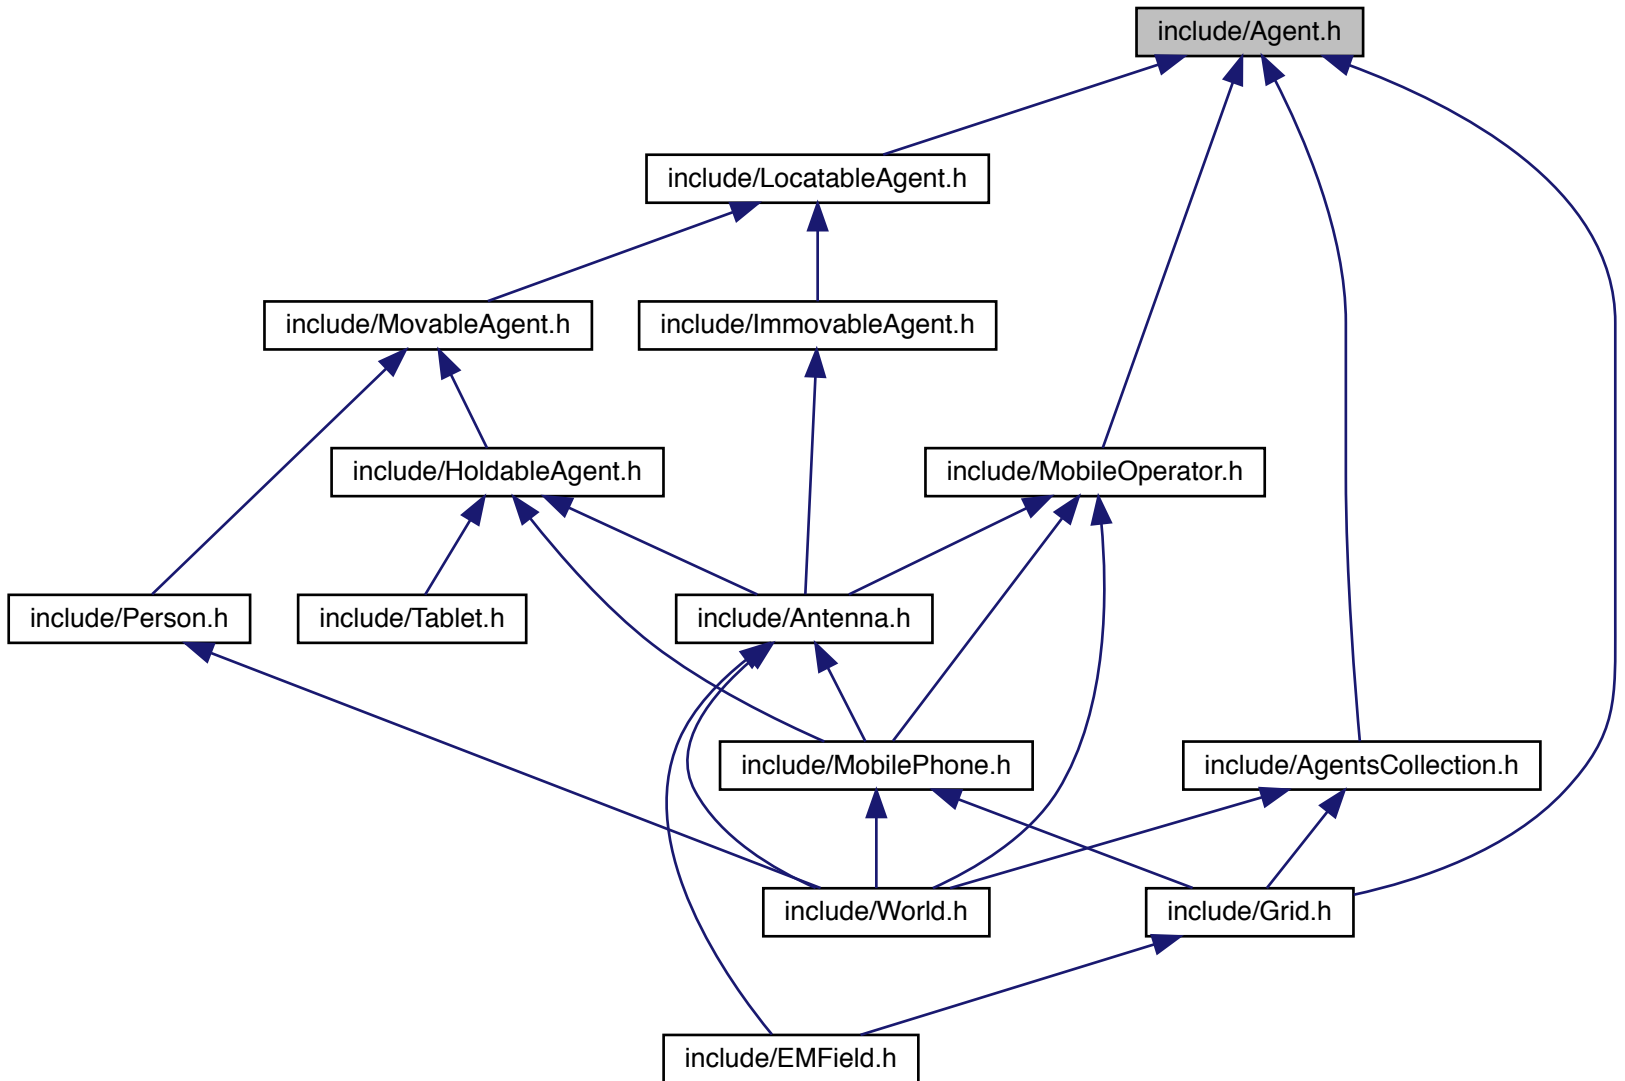 include/Agent.h
include/LocatableAgent.h
include/MovableAgent.h
include/ImmovableAgent.h
include/HoldableAgent.h
include/MobileOperator.h
include/Person.h
include/Tablet.h
include/Antenna.h
include/MobilePhone.h
include/AgentsCollection.h
include/World.h
include/Grid.h
include/EMField.h